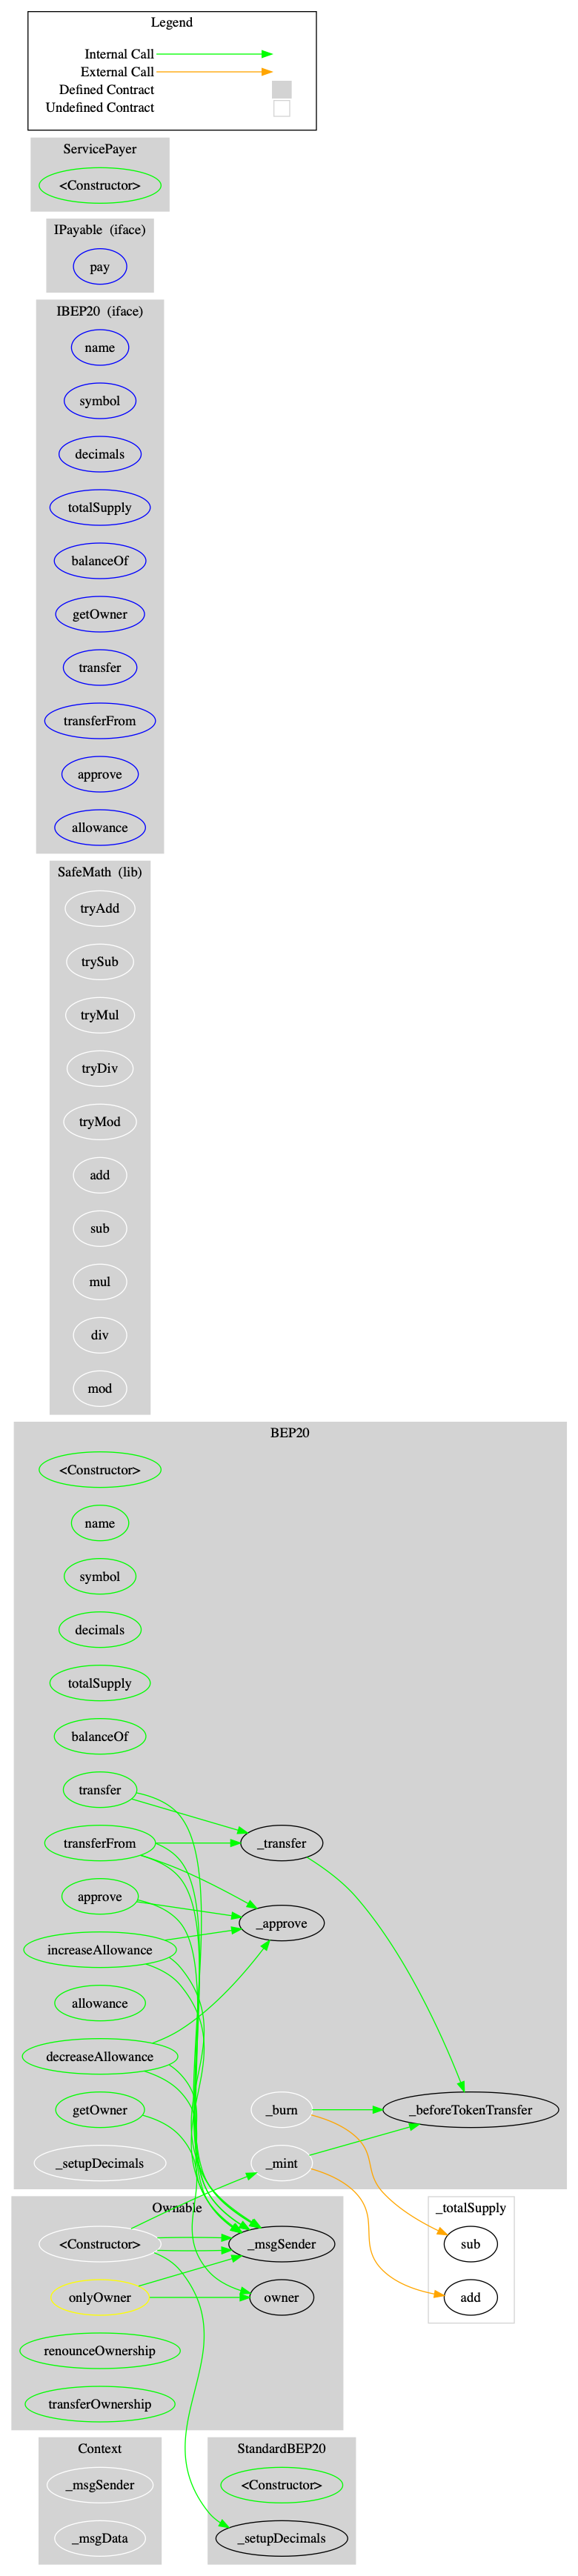 Legend
Internal Call
External Call
Defined Contract
Undefined Contract
ServicePayer
<Constructor>
IPayable (iface)
pay
IBEP20 (iface)
name
symbol
decimals
totalSupply
balanceOf
getOwner
transfer
transferFrom
approve
allowance
SafeMath (lib)
tryAdd
trySub
tryMul
tryDiv
tryMod
add
sub
mul
div
mod
BEP20
<Constructor>
name
symbol
decimals
totalSupply
balanceOf
transfer
transferFrom
_transfer
approve
_approve
increaseAllowance
allowance
decreaseAllowance
getOwner
_burn
_beforeTokenTransfer
_setupDecimals
_mint
Ownable
_totalSupply
<Constructor>
_msgSender
sub
onlyOwner
owner
add
renounceOwnership
transferOwnership
Context
StandardBEP20
_msgSender
<Constructor>
_msgData
_setupDecimals